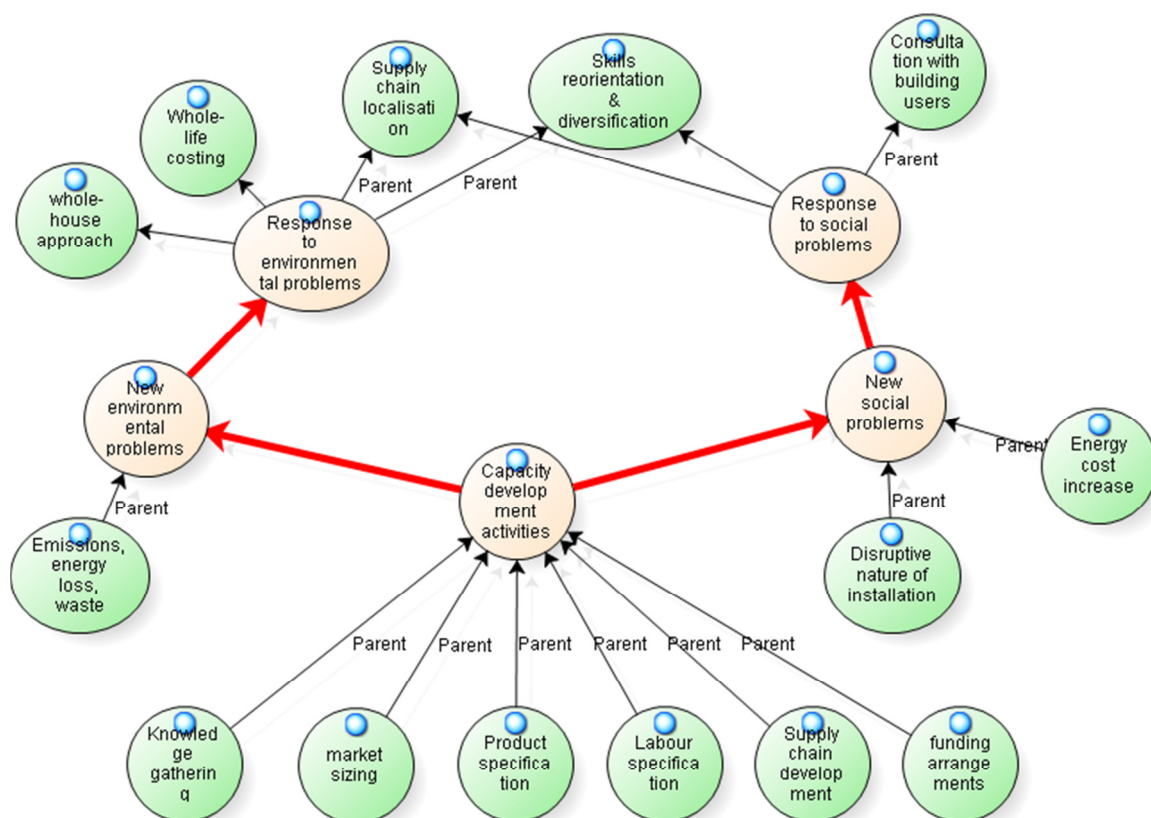 Consulta
tion with
building
users
Supply
chain
localisati
on
Skills
reorientation
&
diversification
Whole-
life
costing
Parent
Parent
Parent
whole-
house
approach
Response
to
environmen
tal problems
Response
to social
problems
New
environm
ental
problems
New
social
problems
Parent
Energy
cost
increase
Capacity
develop
ment
activities
Parent
Parent
Emissions,
energy
loss,
waste
Disruptive
nature of
installation
Parent
Parent
Parent
Parent
Parent
Parent
Knowled
ge
gatherin
g
market
sizing
Product
specifica
tion
Labour
specifica
tion
Supply
chain
develop
ment
funding
arrange
ments